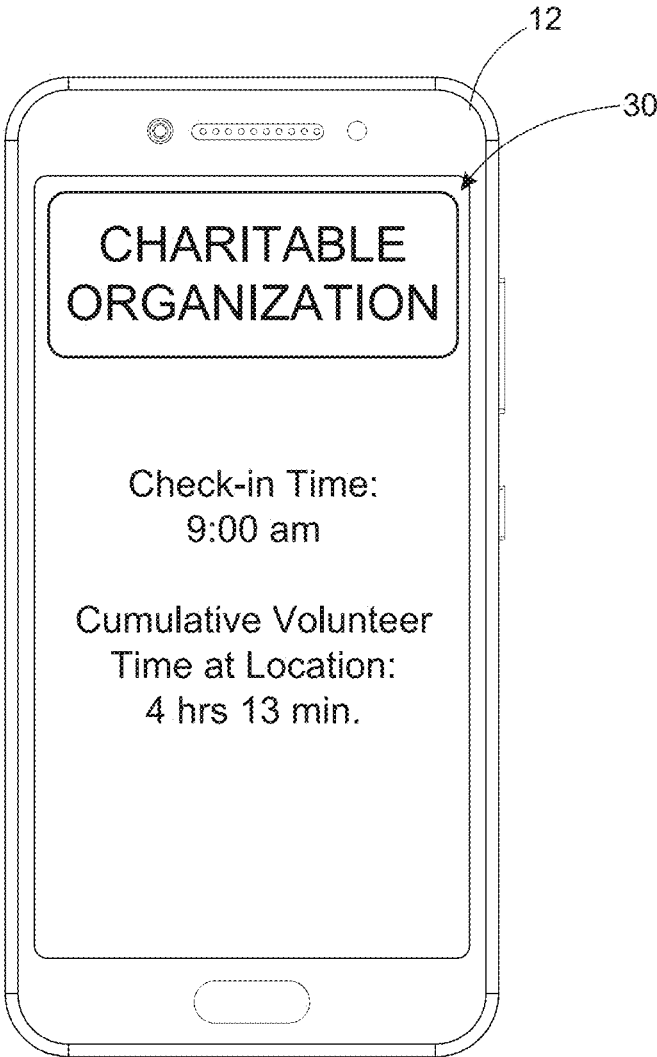 12
30
CHARITABLE
ORGANIZATION
Check-in Time:
9:00 am
Cumulative Volunteer
Time at Location:
4 hrs 13 min.